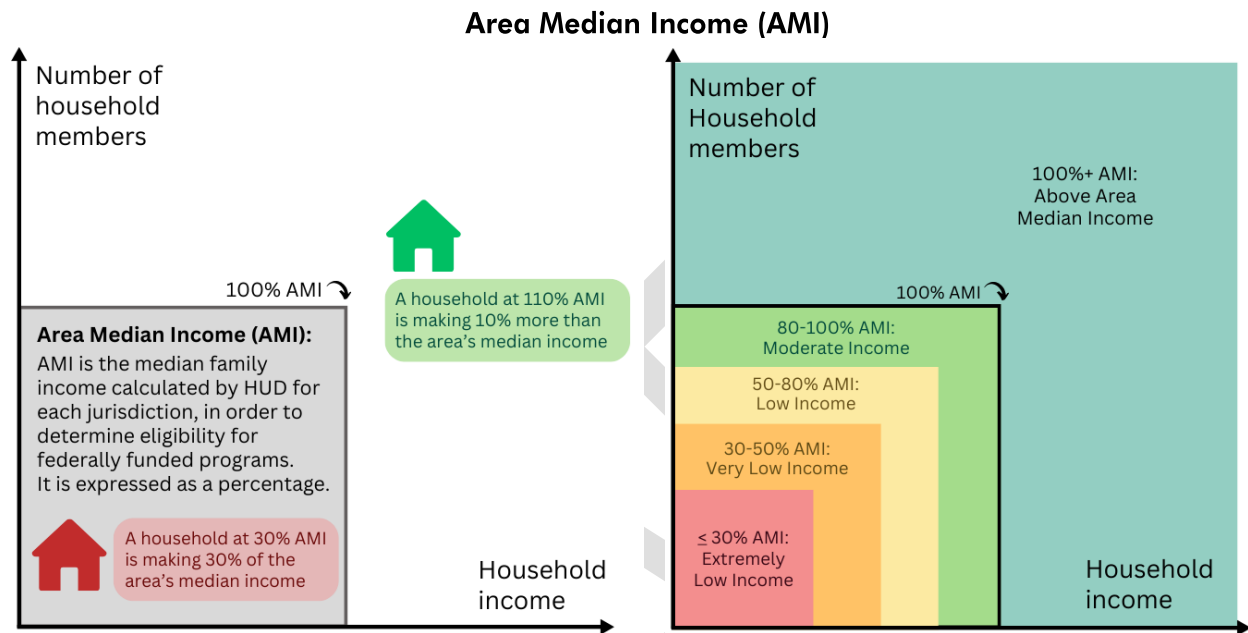 Area Median Income (AMI)
Number of
household
members
100% AMI
A household at 110% AMI
is making 10% more than
the area's median income
Area Median Income (AMI):
AMI is the median family
income calculated by HUD for
each jurisdiction, in order to
determine eligibility for
federally funded programs.
It is expressed as a percentage.
A household at 30% AMI
is making 30% of the
area's median income
Household
income
Number of
Household
members
100%+ AMI:
Above Area
Median Income
100% AMI
80-100% AMI:
Moderate Income
50-80% AMI:
Low Income
30-50% AMI:
Very Low Income
≤ 30% AMI:
Extremely
Low Income
Household
income